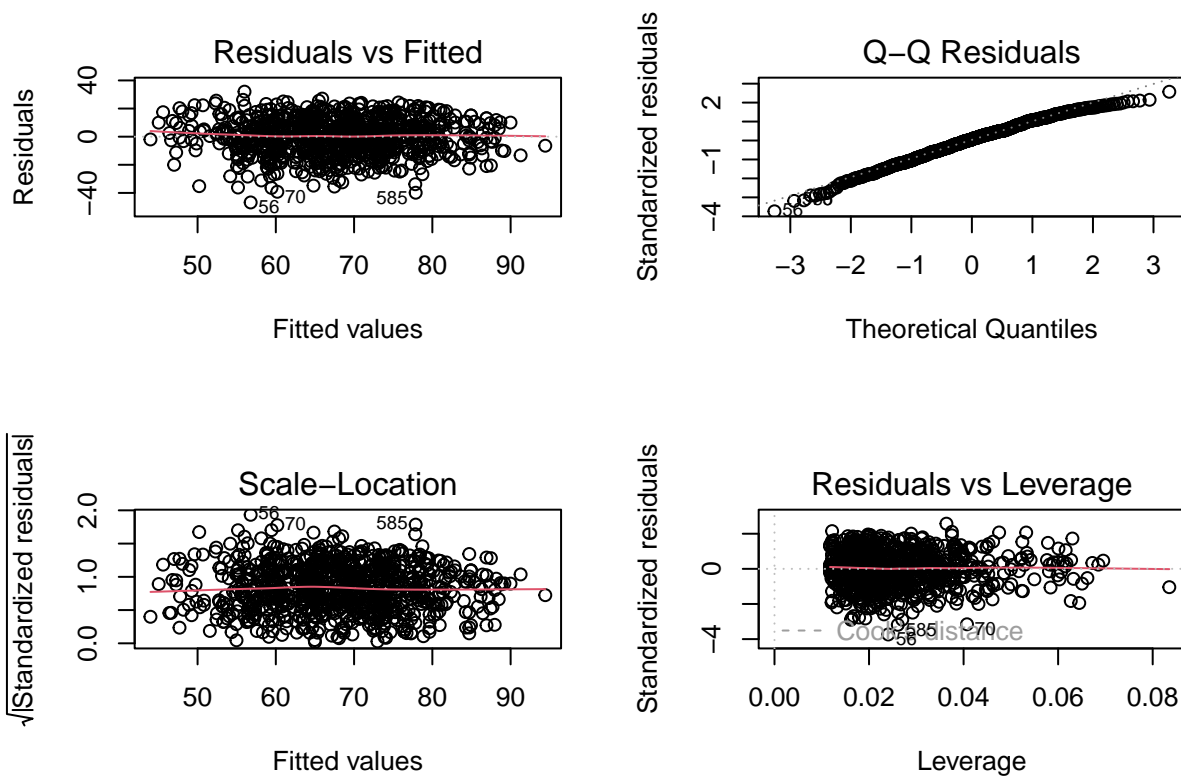 Residuals vs Fitted
Residuals
−40 0 40
50 60 70 80 90
Fitted values
56
70
585
Q−Q Residuals
Standardized residuals
−4 −1 2
−3 −2 −1 0 1 2 3
Theoretical Quantiles
56
Scale−Location
√|Standardized residuals|
0.0 1.0 2.0
50 60 70 80 90
Fitted values
56
70
585
Residuals vs Leverage
Standardized residuals
−4 0
0.00 0.02 0.04 0.06 0.08
Leverage
Cook's distance
585
70
56